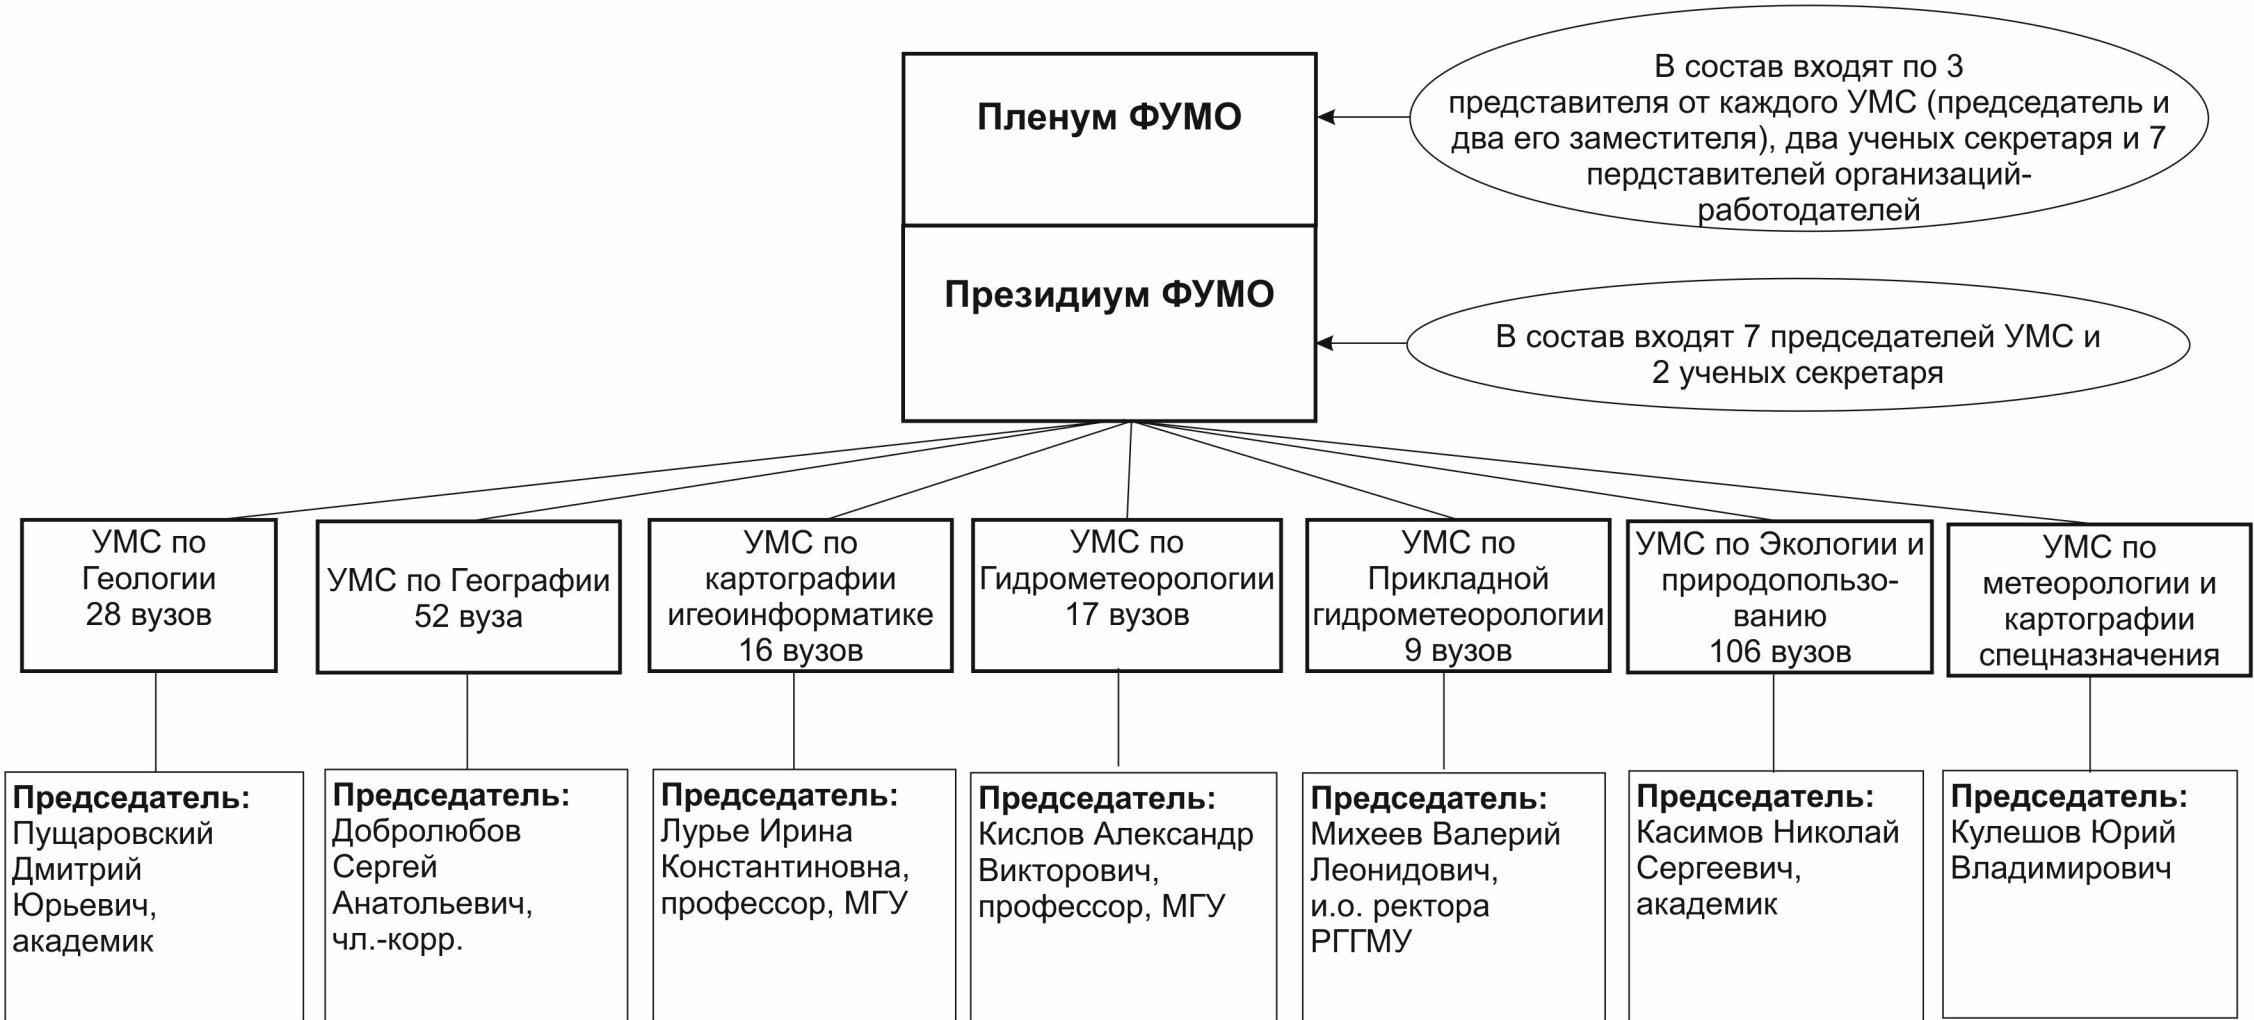 Пленум ФУМО
В состав входят по 3
представителя от каждого УМС (председатель и
два его заместителя), два ученых секретаря и 7
пердставителей организаций-
работодателей
Президиум ФУМО
В состав входят 7 председателей УМС и
2 ученых секретаря
УМС по
Геологии
28 вузов
УМС по Географии
52 вуза
УМС по
картографии
игеоинформатике
16 вузов
УМС по
Гидрометеорологии
17 вузов
УМС по
Прикладной
гидрометеорологии
9 вузов
УМС по Экологии и
природопользо-
ванию
106 вузов
УМС по
метеорологии и
картографии
спецназначения
Председатель:
Пущаровский
Дмитрий
Юрьевич,
академик
Председатель:
Добролюбов
Сергей
Анатольевич,
чл.-корр.
Председатель:
Лурье Ирина
Константиновна,
профессор, МГУ
Председатель:
Кислов Александр
Викторович,
профессор, МГУ
Председатель:
Михеев Валерий
Леонидович,
и.о. ректора
РГГМУ
Председатель:
Касимов Николай
Сергеевич,
академик
Председатель:
Кулешов Юрий
Владимирович